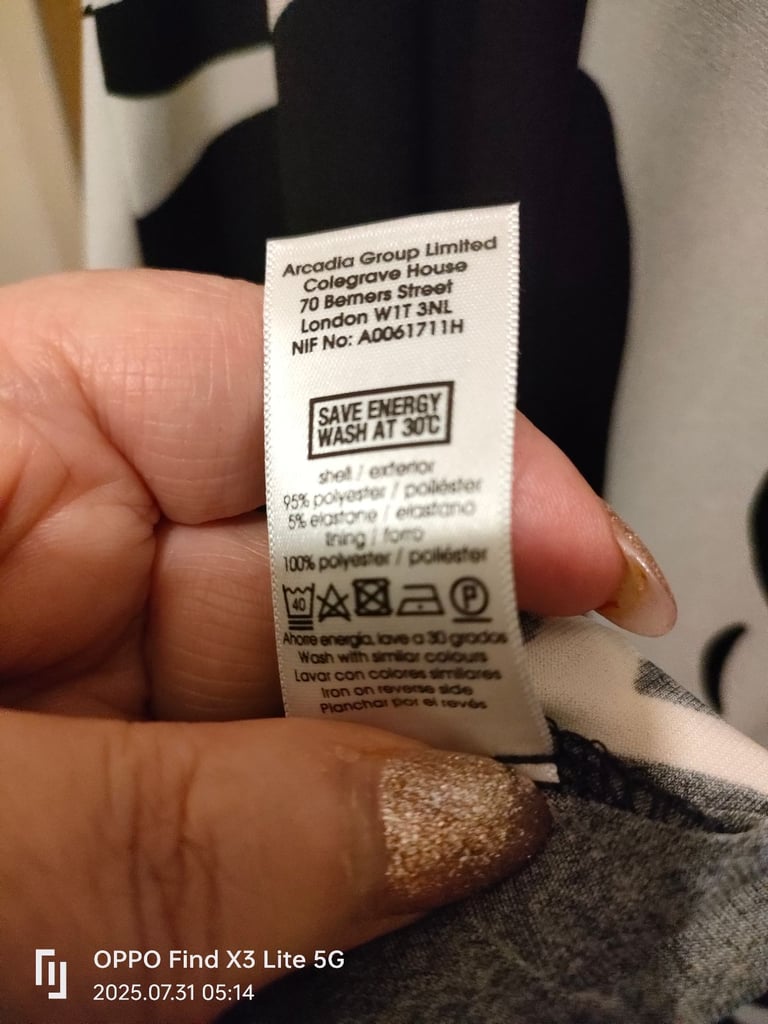 Arcadia Group Limited
Colegrave House
70 Berners Street
London W1T 3NL
NIF No: A0061711H
SAVE ENERGY
WASH AT 30°C
shell / exterior
95% polyester / poliéster
5% elastane / elastano
lining / forro
100% polyester / poliéster
40 P
Ahorre energía, lave a 30 grados
Wash with similar colours
Lavar con colores similiares
Iron on reverse side
Planchar por el revés
OPPO Find X3 Lite 5G
2025.07.31 05:14